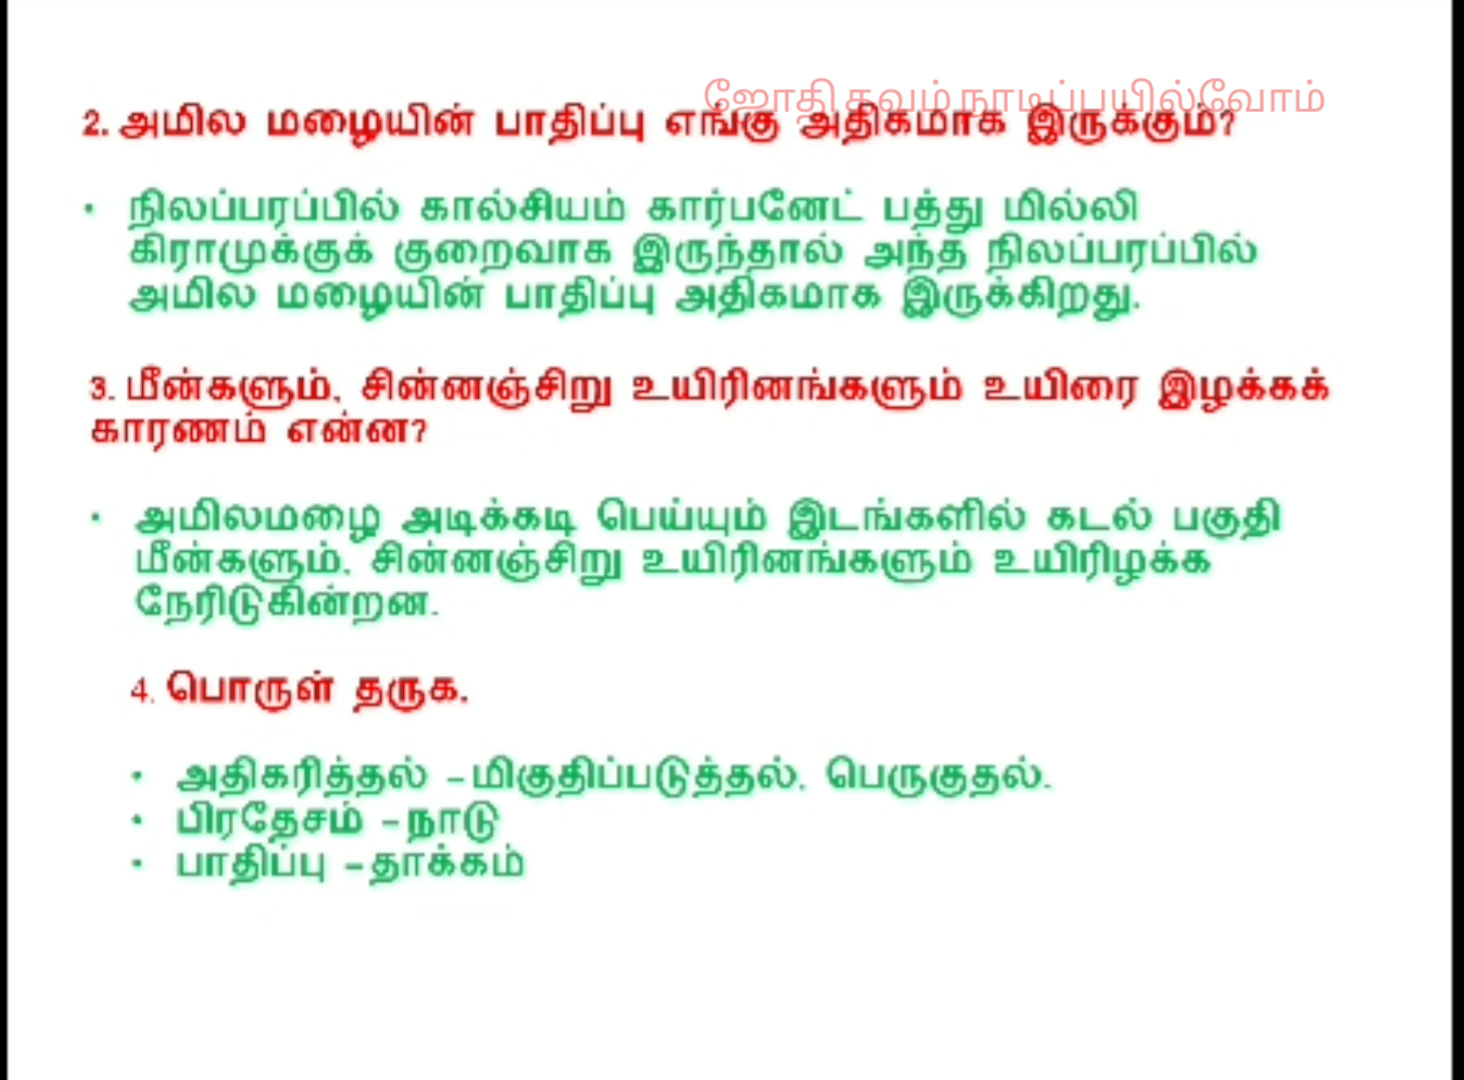 ஜோதி தவம் நாடிப்பயில்வோம்
2. அமில மழையின் பாதிப்பு எங்கு அதிகமாக இருக்கும்?
• நிலப்பரப்பில் கால்சியம் கார்பனேட் பத்து மில்லி
கிராமுக்குக் குறைவாக இருந்தால் அந்த நிலப்பரப்பில்
அமில மழையின் பாதிப்பு அதிகமாக இருக்கிறது.
3. மீன்களும், சின்னஞ்சிறு உயிரினங்களும் உயிரை இழக்கக்
காரணம் என்ன?
• அமிலமழை அடிக்கடி பெய்யும் இடங்களில் கடல் பகுதி
மீன்களும், சின்னஞ்சிறு உயிரினங்களும் உயிரிழக்க
நேரிடுகின்றன.
4. பொருள் தருக.
• அதிகரித்தல் – மிகுதிப்படுத்தல், பெருகுதல்.
• பிரதேசம் – நாடு
• பாதிப்பு – தாக்கம்